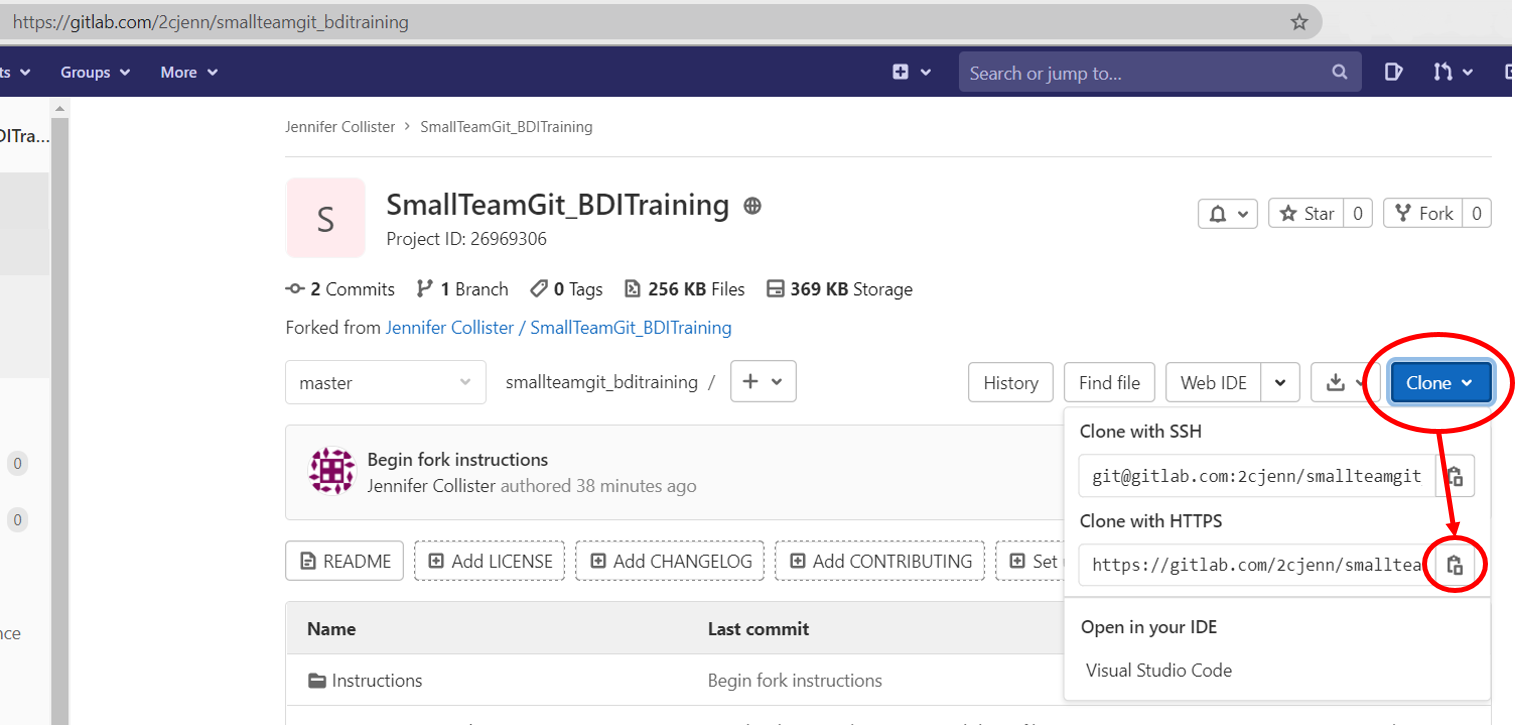 https://gitlab.com/2cjenn/smallteamgit_bditraining
ts Groups More Search or jump to...
Jennifer Collister › SmallTeamGit_BDITraining
DITra...
S
SmallTeamGit_BDITraining
Project ID: 26969306
Star 0 Fork 0
2 Commits 1 Branch 0 Tags 256 KB Files 369 KB Storage
Forked from Jennifer Collister / SmallTeamGit_BDITraining
master smallteamgit_bditraining / + History Find file Web IDE Clone
Clone with SSH
git@gitlab.com:2cjenn/smallteamgit
Clone with HTTPS
https://gitlab.com/2cjenn/smalltea
Open in your IDE
Visual Studio Code
Begin fork instructions
Jennifer Collister authored 38 minutes ago
0
0
README Add LICENSE Add CHANGELOG Add CONTRIBUTING Set
Name Last commit
nce
Instructions Begin fork instructions